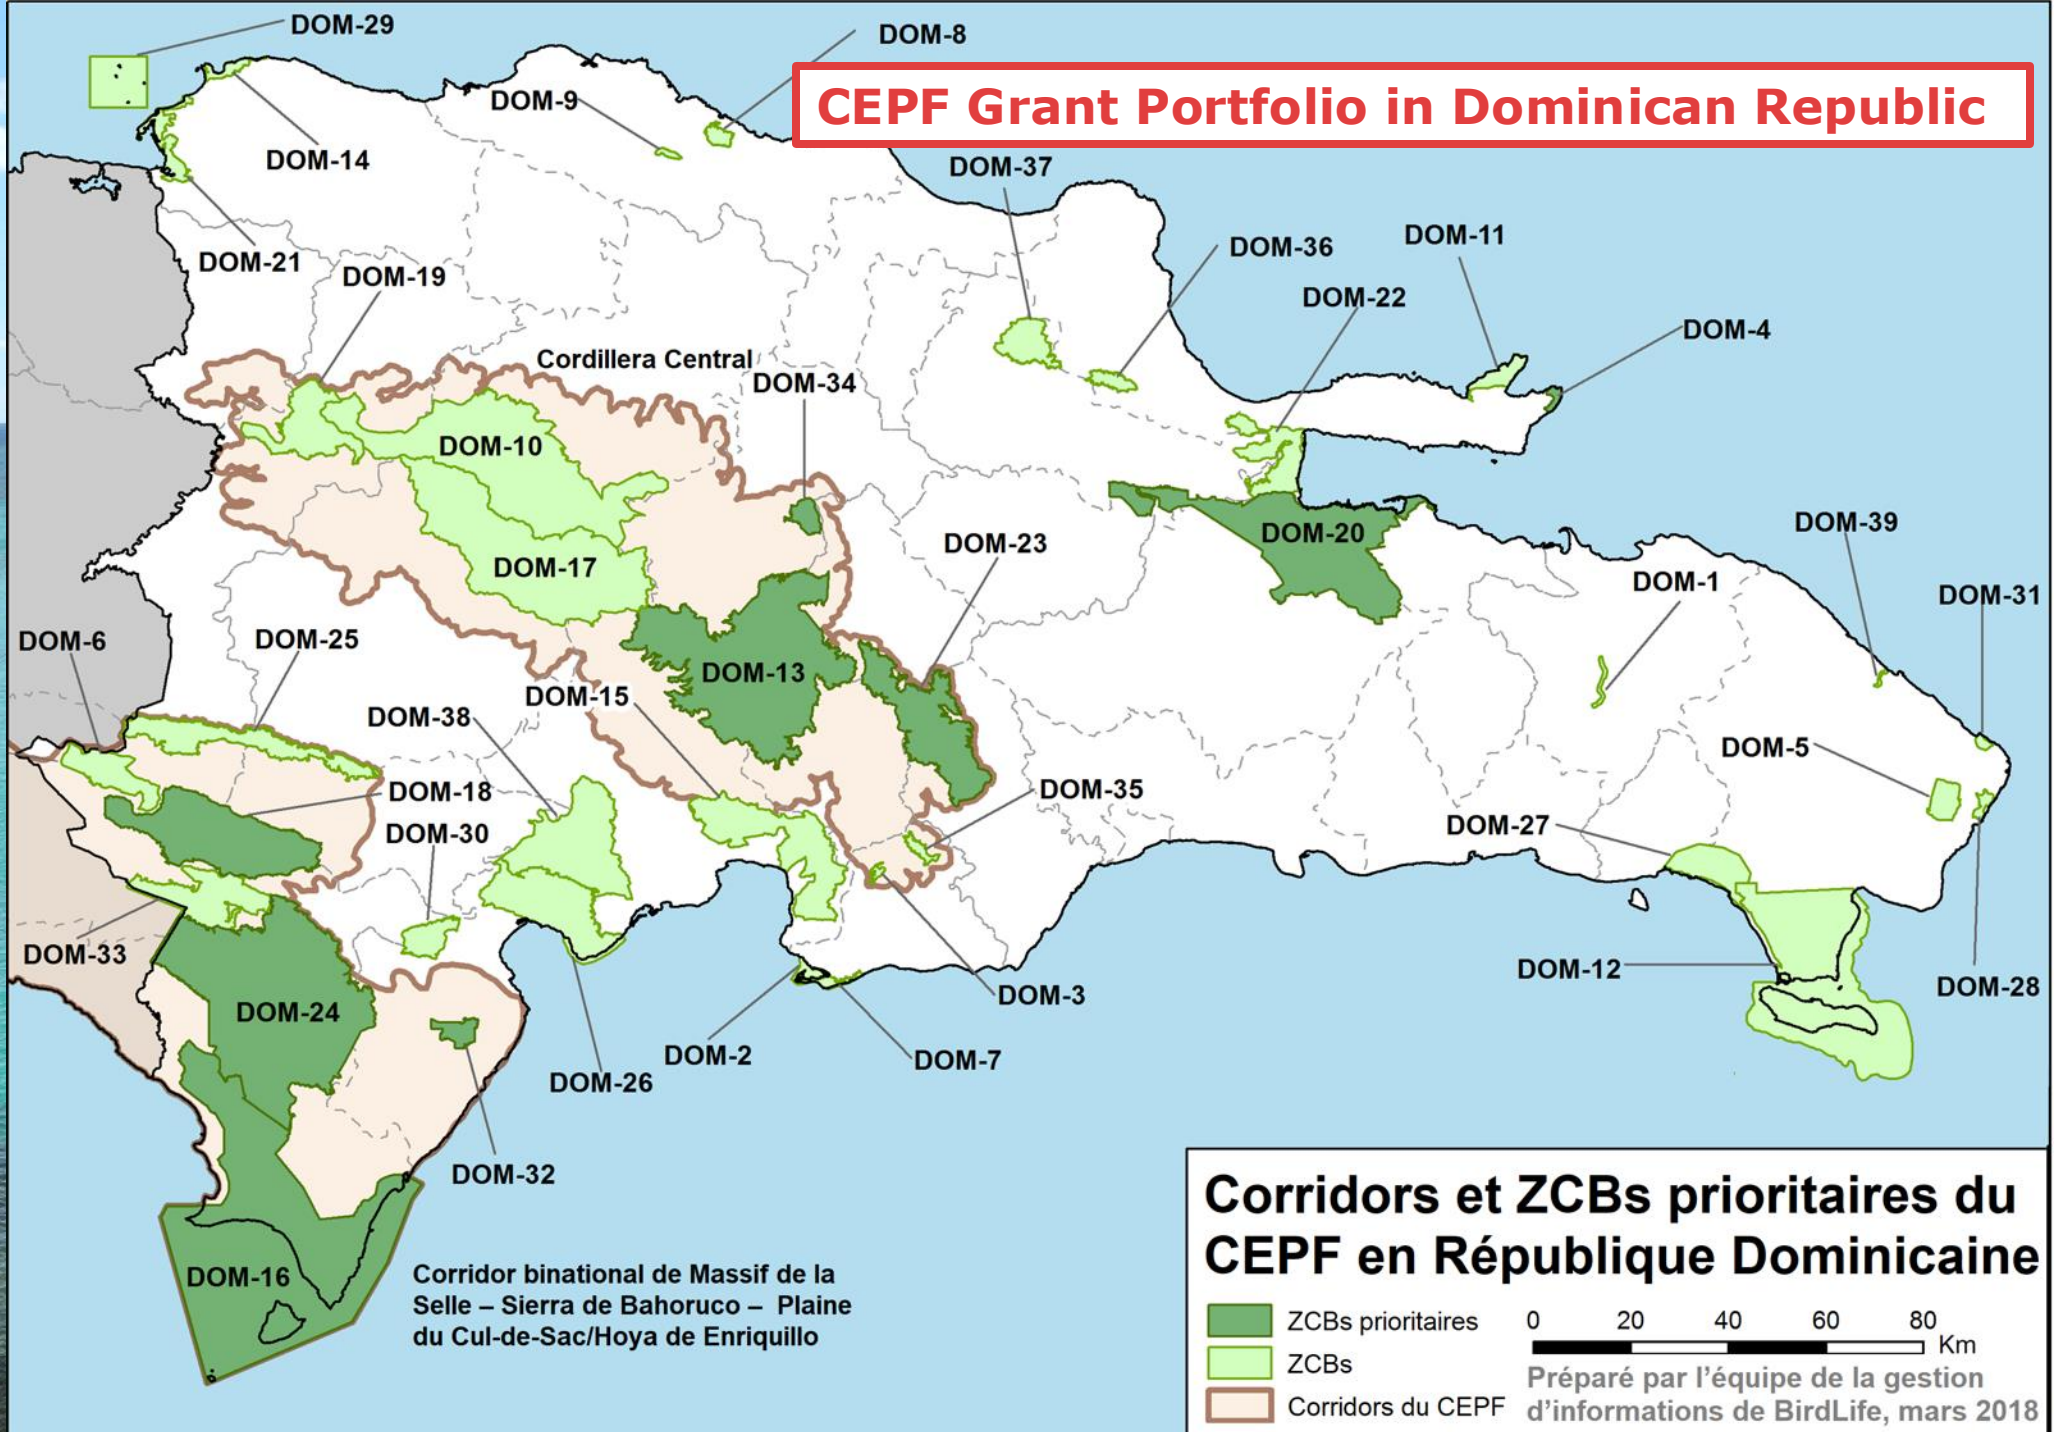 DOM-29
DOM-8
CEPF Grant Portfolio in Dominican Republic
DOM-9
DOM-14
DOM-37
DOM-11
DOM-36
DOM-21
DOM-19
DOM-22
DOM-4
Cordillera Central
DOM-34
DOM-10
DOM-39
DOM-20
DOM-23
DOM-17
DOM-1
DOM-31
DOM-6
DOM-25
DOM-13
DOM-15
DOM-38
DOM-5
DOM-18
DOM-35
DOM-30
DOM-27
DOM-33
DOM-12
DOM-28
DOM-3
DOM-24
DOM-2
DOM-7
DOM-26
DOM-32
DOM-16
Corridor binational de Massif de la
Selle – Sierra de Bahoruco – Plaine
du Cul-de-Sac/Hoya de Enriquillo
Corridors et ZCBs prioritaires du
CEPF en République Dominicaine
ZCBs prioritaires
ZCBs
Corridors du CEPF
0 20 40 60 80
Km
Préparé par l'équipe de la gestion
d'informations de BirdLife, mars 2018